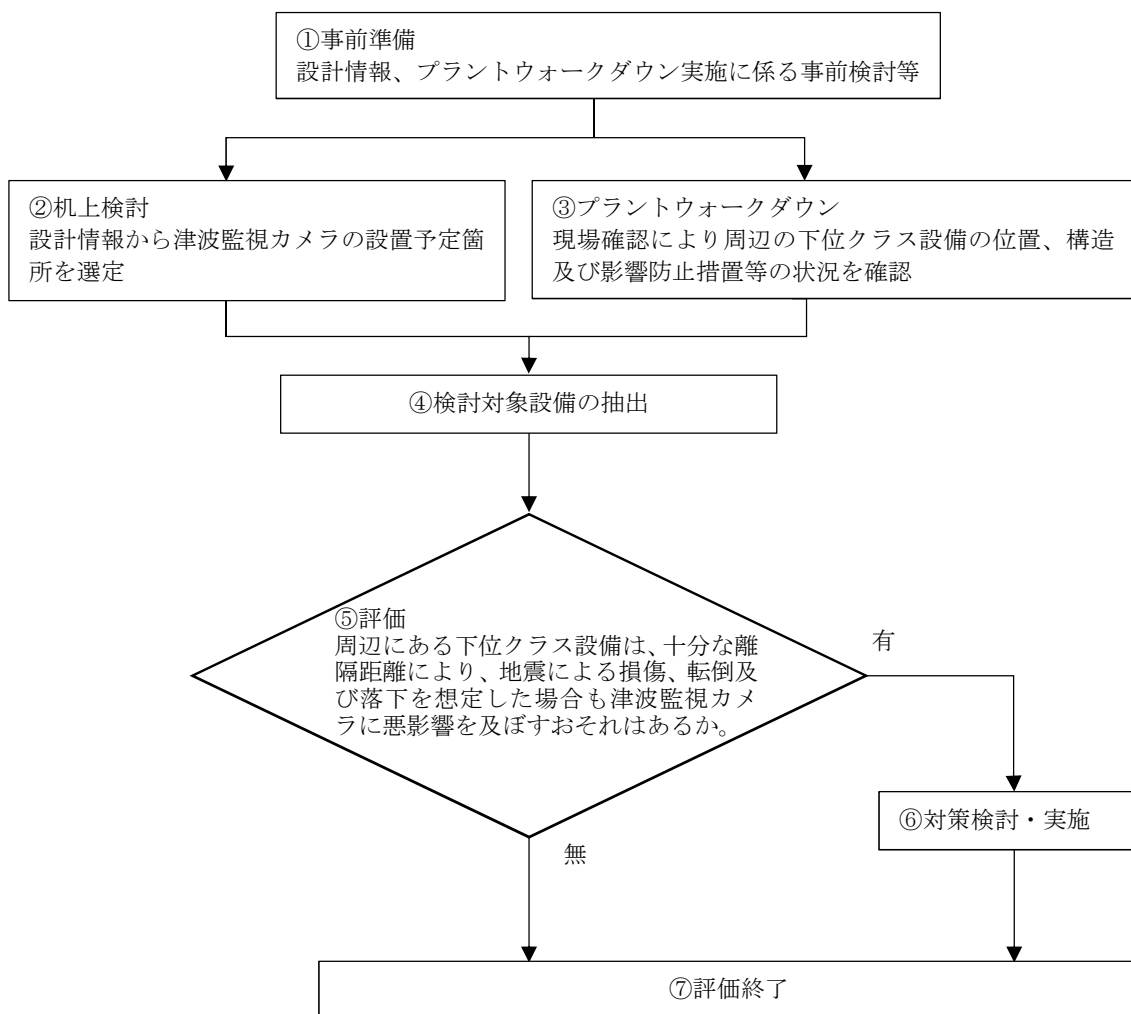 ①事前準備
設計情報、プラントウォークダウン実施に係る事前検討等
②机上検討
設計情報から津波監視カメラの設置予定箇
所を選定
③プラントウォークダウン
現場確認により周辺の下位クラス設備の位置、構造
及び影響防止措置等の状況を確認
④検討対象設備の抽出
⑤評価
周辺にある下位クラス設備は、十分な離
隔距離により、地震による損傷、転倒及
び落下を想定した場合も津波監視カメ
ラに悪影響を及ぼすおそれはあるか。
有
⑥対策検討・実施
無
⑦評価終了